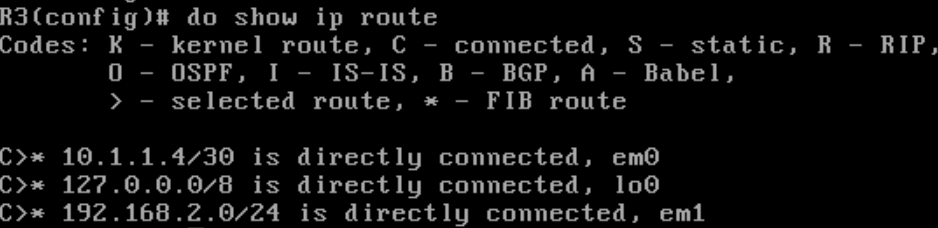 R3(config)# do show ip route
Codes: K - kernel route, C - connected, S - static, R - RIP,
O - OSPF, I - IS-IS, B - BGP, A - Babel,
> - selected route, * - FIB route
C>* 10.1.1.4/30 is directly connected, em0
C>* 127.0.0.0/8 is directly connected, lo0
C>* 192.168.2.0/24 is directly connected, em1